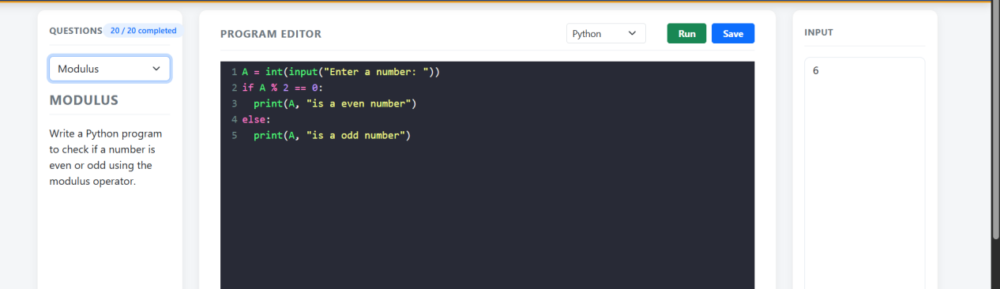 QUESTIONS 20 / 20 completed
Modulus
MODULUS
Write a Python program
to check if a number is
even or odd using the
modulus operator.
PROGRAM EDITOR
Python
Run
Save
1 A = int(input("Enter a number: "))
2 if A % 2 == 0:
3   print(A, "is a even number")
4 else:
5   print(A, "is a odd number")
INPUT
6